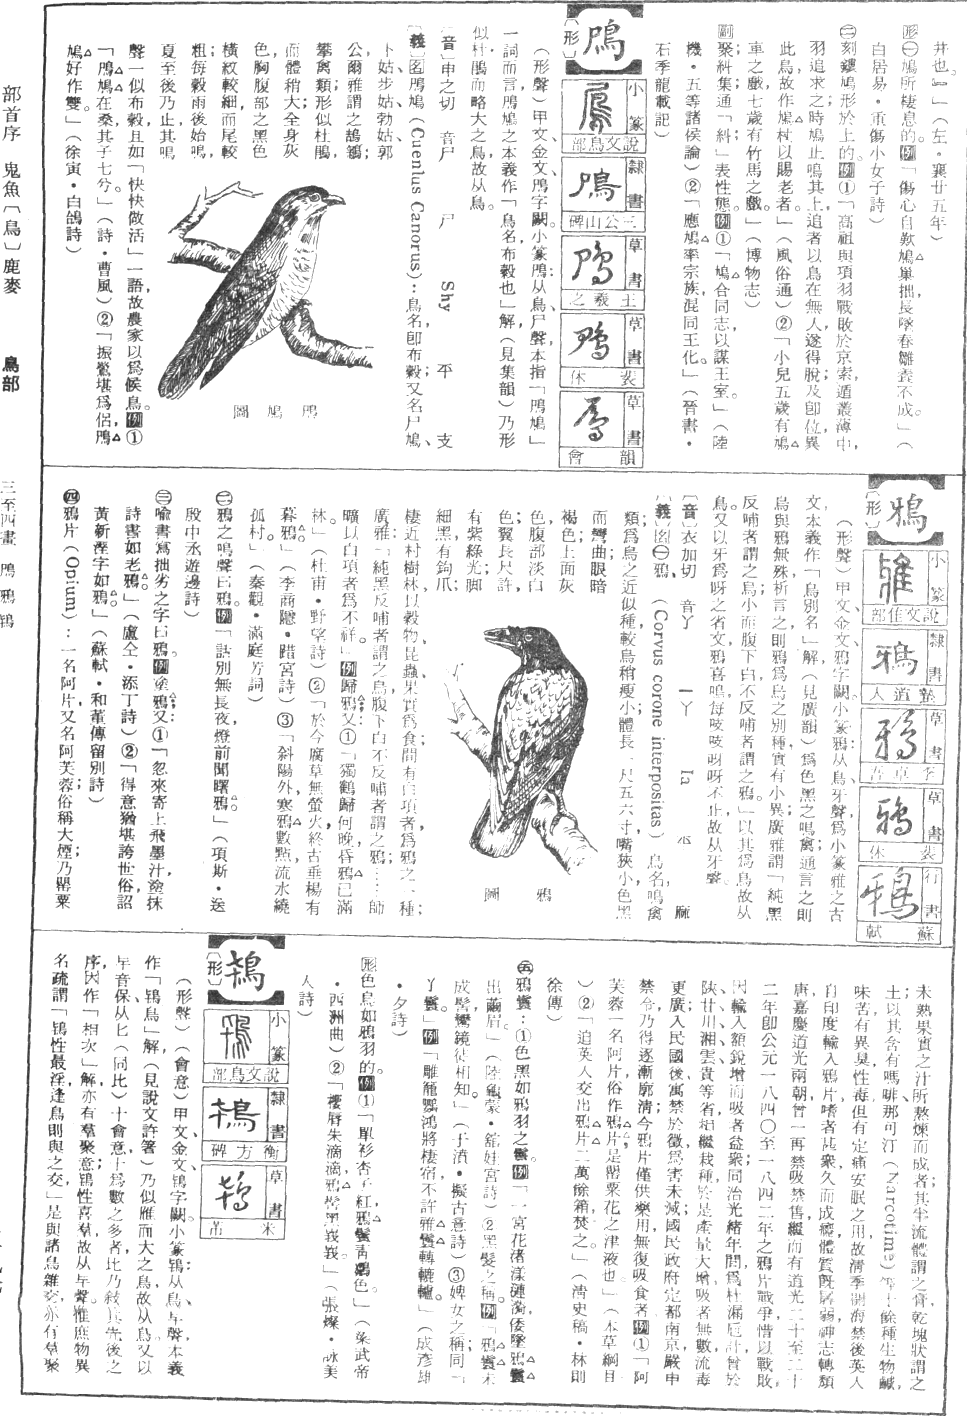 井也。」(左·襄廿五年)
形㊀鳩所棲息的。例「傷心自歎鳩巢拙,長墜春雛養不成。」(
白居易·重傷小女子詩)
㊁刻鏤鳩形於上的。例①「高祖與項羽戰敗於京索,遁叢薄中,
羽追求之,時鳩止鳴其上,追者以鳥在無人,遂得脫;及卽位,異
此鳥,故作鳩杖以賜老者。」(風俗通)②「小兒五歲有鳩
車之戲,七歲有竹馬之戲。」(博物志)
副聚糾集,通「糾」,表性態。例①「鳩合同志,以謀王室。」(陸
機·五等諸侯論)②「應鳩率宗族,混同王化。」(晉書·
石季龍載記)
鳲
形
小篆 說文鳥部
隸書 三公山碑
草書 王羲之
草書 裴休
草書 韻會
(形聲)甲文、金文鳲字闕。小篆鳲:从鳥,尸聲,本指「鳲鳩」
一詞而言,鳲鳩之本義作「鳥名,布穀也」解,(見集韻)乃形
似杜鵑而略大之鳥,故从鳥。
音 申之切 音尸 ㄕ Shy 平 支
義 名鳲鳩(Cuenlus Canorus):鳥名,卽布穀,又名尸鳩、
卜姑、步姑、勃姑、郭
公,爾雅謂之鴶鵴;
攀禽類,形似杜鵑,
而體稍大;全身灰
色,胸腹部之黑色
橫紋較細,而尾較
粗;每穀雨後始鳴,
夏至後乃止,其鳴
聲一似布穀,且如「快快做活」一語,故農家以爲候鳥。例①
「鳲鳩在桑,其子七兮。」(詩·曹風)②「振鷺堪爲侶,鳲
鳩好作雙。」(徐寅·白鴿詩)
鳲鳩圖
鴉
形
小篆 說文隹部
隸書
草書
草書 裴休
行書 蘇軾
(形聲)甲文、金文鴉字闕。小篆鴉:从鳥,牙聲,爲小篆雅之古
文,本義作「鳥別名」解,(見廣韻)爲色黑之鳴禽;通言之則
烏與鴉無殊,析言之則鴉爲烏之別種,實有小異,廣雅謂「純黑
反哺者謂之烏,小而腹下白不反哺者謂之鴉。」以其爲鳥,故从
鳥。又以牙爲呀之省文,鴉喜鳴,每吱吱呀呀不止,故从牙聲。
音 衣加切 音丫 ㄧㄚ Ia 平 麻
義 名㊀鴉(Corvus corone interpositas):鳥名,鳴禽
類,爲烏之近似種,較烏稍瘦小;體長一尺五六寸,嘴狹小,色黑
而彎曲,眼暗
褐色,上面灰
色,腹部淡白
色,翼長尺許,
有紫綠光;脚
細黑,有鈎爪;
棲近村樹林,以穀物、昆蟲、果實爲食;間有白項者,爲鴉之一種;
廣雅「純黑反哺者謂之烏,腹下白不反哺者謂之鴉……師
曠以白項者爲不祥。」例歸鴉,又:①「獨鶴歸何晚,昏鴉已滿
林。」(杜甫·野望詩)②「於今腐草無螢火,終古垂楊有
暮鴉。」(李商隱·隋宮詩)③「斜陽外,寒鴉數點,流水繞
孤村。」(秦觀·滿庭芳詞)
㊁鴉之鳴聲曰鴉。例「話別無長夜,燈前聞曙鴉。」(項斯·送
殷中丞遊邊詩)
㊂喩書寫拙劣之字曰鴉。例塗鴉,又:①「忽來寄上飛墨汁,塗抹
詩書如老鴉。」(盧仝·添丁詩)②「得意猶堪誇世俗,詔
黃新溼字如鴉。」(蘇軾·和董傳留別詩)
㊃鴉片(Opium):一名阿片,又名阿芙蓉,俗稱大煙;乃罌粟
鴉圖
未熟果實之汁所熬煉而成者,其半流體謂之膏,乾塊狀謂之
土;以其含有嗎啡、那可汀(Narcotime)等十餘種生物鹹,
味苦,有異臭,性毒,但有定痛安眠之用,故淸季開海禁後,英人
自印度輸入鴉片,嗜者甚衆,久而成癮,體質旣孱弱,神志轉頹
唐,嘉慶道光兩朝曾一再禁吸禁售,繼而有道光二十至二十
二年卽公元一八四〇至一八四二年之鴉片戰爭,惜以戰敗,
因輸入額銳增,而吸者益衆;同治光緖年間爲杜漏巵計,曾於
陝、甘、川、湘、雲、貴等省相繼栽種,於是產量大增,吸者無數,流毒
更廣;入民國後寓禁於徵,爲害未減;國民政府定都南京,嚴申
禁令,乃得逐漸廓淸;今鴉片僅供藥用,無復吸食者。例①「阿
芙蓉,一名阿片,俗作鴉片,是罌粟花之津液也。」(本草綱目
)②「迫英人交出鴉片二萬餘箱,焚之。」(淸史稿·林則
徐傳)
㊄鴉鬟:①色黑如鴉羽之鬟。例「一宮花渚漾漣漪,倭墮鴉鬟
出繭眉。」(陸龜蒙·館娃宮詩)②黑髮之稱。例「鴉鬟未
成髻,鸞鏡徒相知。」(于濆·擬古意詩)③婢女之稱,同「
丫鬟。」例「雕籠鸚鴻將棲宿,不許雅鬟轉轆轤。」(成彥雄
·夕詩)
形色烏如鴉羽的。例①「單衫杏子紅,鴉鬢靑鴉色。」(梁武帝
·西洲曲)②「櫻脣朱滴滴,鴉髻黑峩峩。」(張燦·詠美
人詩)
鴇
形
小篆 說文鳥部
隸書 衡方碑
草書 米芾
(形聲)(會意)甲文、金文鴇字闕。小篆鴇:从鳥,𠤏聲,本義
作「鴇鳥」解,(見說文許箸)乃似雁而大之鳥,故从鳥。又以
𠤏音保,从匕(同比)十會意,十爲數之多者,比乃敍其先後之
序,因作「相次」解,亦有羣聚意,鴇性喜羣,故从𠤏聲。惟庶物異
名疏謂「鴇性最淫,逢鳥則與之交」是與諸鳥雜交,亦有羣聚
部首序 鬼魚〔鳥〕鹿麥 鳥部 三至四畫 鳲 鴉 鴇